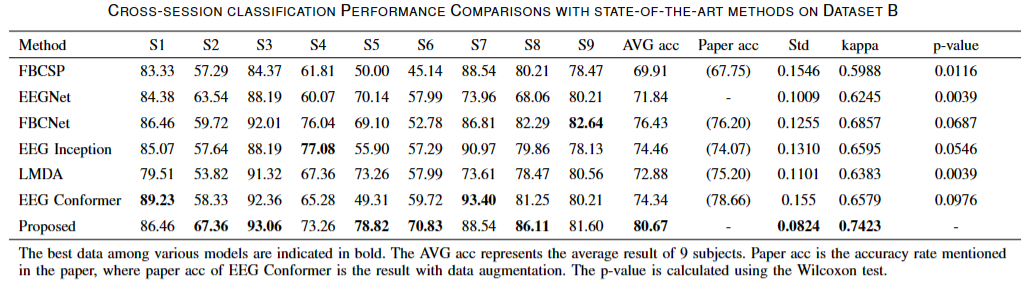 CROSS-SESSION CLASSIFICATION PERFORMANCE COMPARISONS WITH STATE-OF-THE-ART METHODS ON DATASET B
Method S1 S2 S3 S4 S5 S6 S7 S8 S9 AVG acc Paper acc Std kappa p-value
FBCSP 83.33 57.29 84.37 61.81 50.00 45.14 88.54 80.21 78.47 69.91 (67.75) 0.1546 0.5988 0.0116
EEGNet 84.38 63.54 88.19 60.07 70.14 57.99 73.96 68.06 80.21 71.84 - 0.1009 0.6245 0.0039
FBCNet 86.46 59.72 92.01 76.04 69.10 52.78 86.81 82.29 82.64 76.43 (76.20) 0.1255 0.6857 0.0687
EEG Inception 85.07 57.64 88.19 77.08 55.90 57.29 90.97 79.86 78.13 74.46 (74.07) 0.1310 0.6595 0.0546
LMDA 79.51 53.82 91.32 67.36 73.26 57.99 73.61 78.47 80.56 72.88 (75.20) 0.1101 0.6383 0.0039
EEG Conformer 89.23 58.33 92.36 65.28 49.31 59.72 93.40 81.25 80.21 74.34 (78.66) 0.155 0.6579 0.0976
Proposed 86.46 67.36 93.06 73.26 78.82 70.83 88.54 86.11 81.60 80.67 - 0.0824 0.7423 -
The best data among various models are indicated in bold. The AVG acc represents the average result of 9 subjects. Paper acc is the accuracy rate mentioned
in the paper, where paper acc of EEG Conformer is the result with data augmentation. The p-value is calculated using the Wilcoxon test.